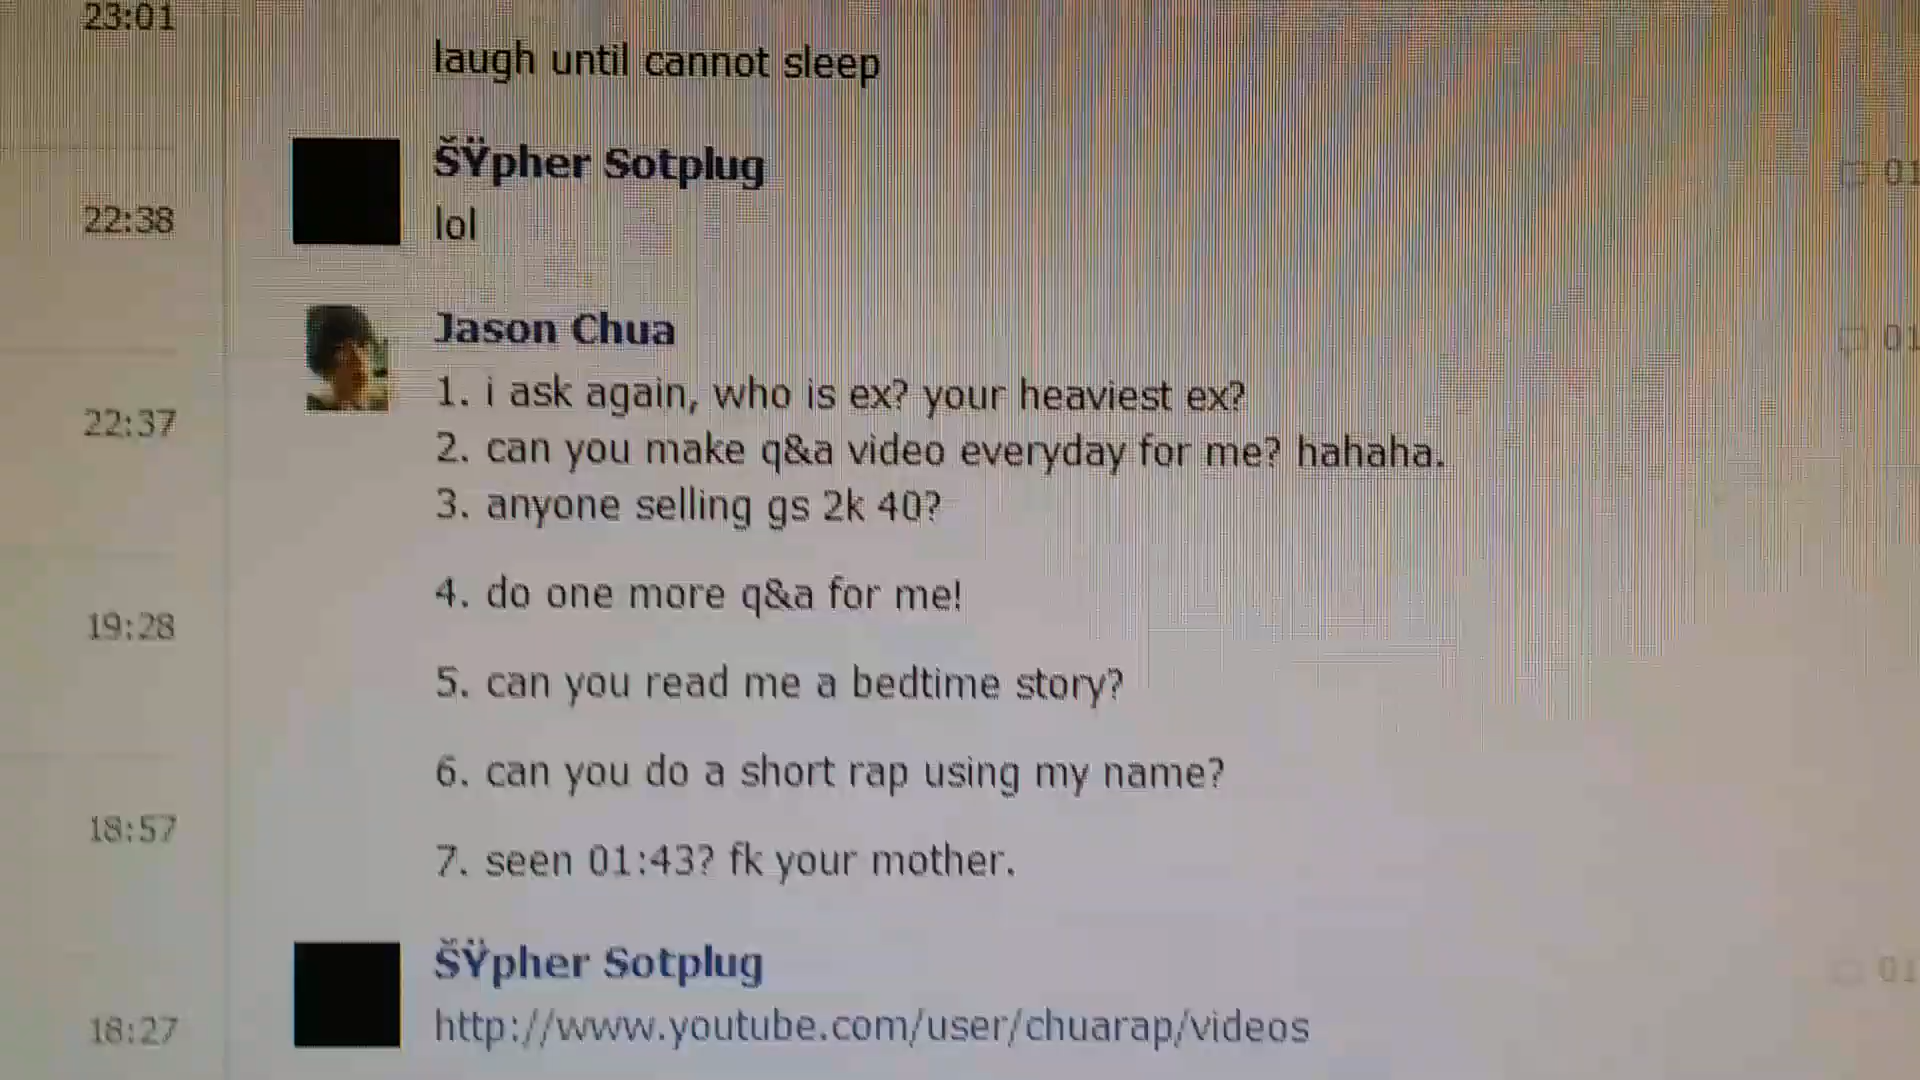 23:01
laugh until cannot sleep
ŠŸpher Sotplug
01
22:38
lol
Jason Chua
01
1. i ask again, who is ex? your heaviest ex?
22:37
2. can you make q&a video everyday for me? hahaha.
3. anyone selling gs 2k 40?
4. do one more q&a for me!
19:28
5. can you read me a bedtime story?
6. can you do a short rap using my name?
18:57
7. seen 01:43? fk your mother.
ŠŸpher Sotplug
01
18:27
http://www.youtube.com/user/chuarap/videos